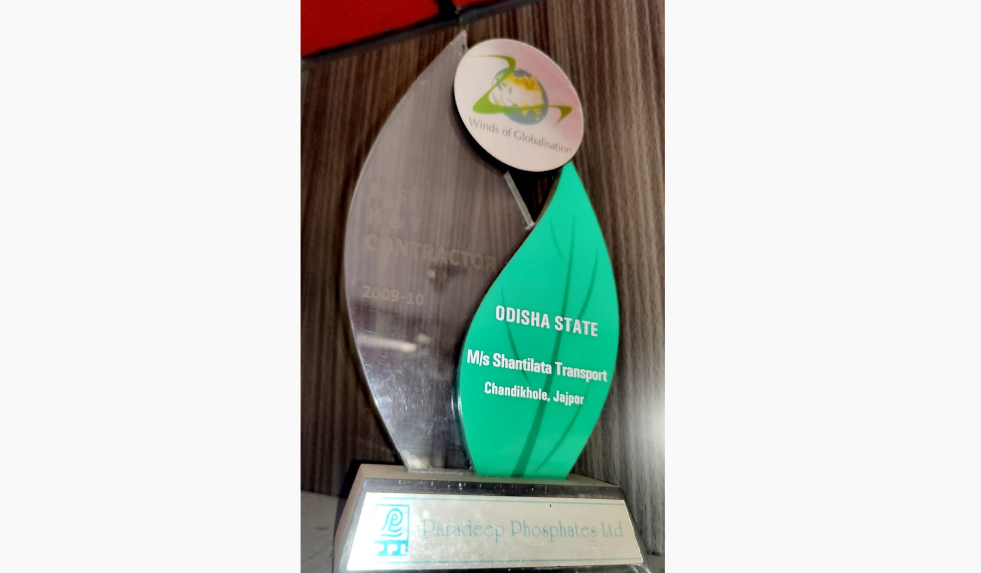 Winds of Globalisation
CONTRACTOR
2009-10
ODISHA STATE
M/s Shantilata Transport
Chandikhole, Jajpor
Paradeep Phosphates Ltd